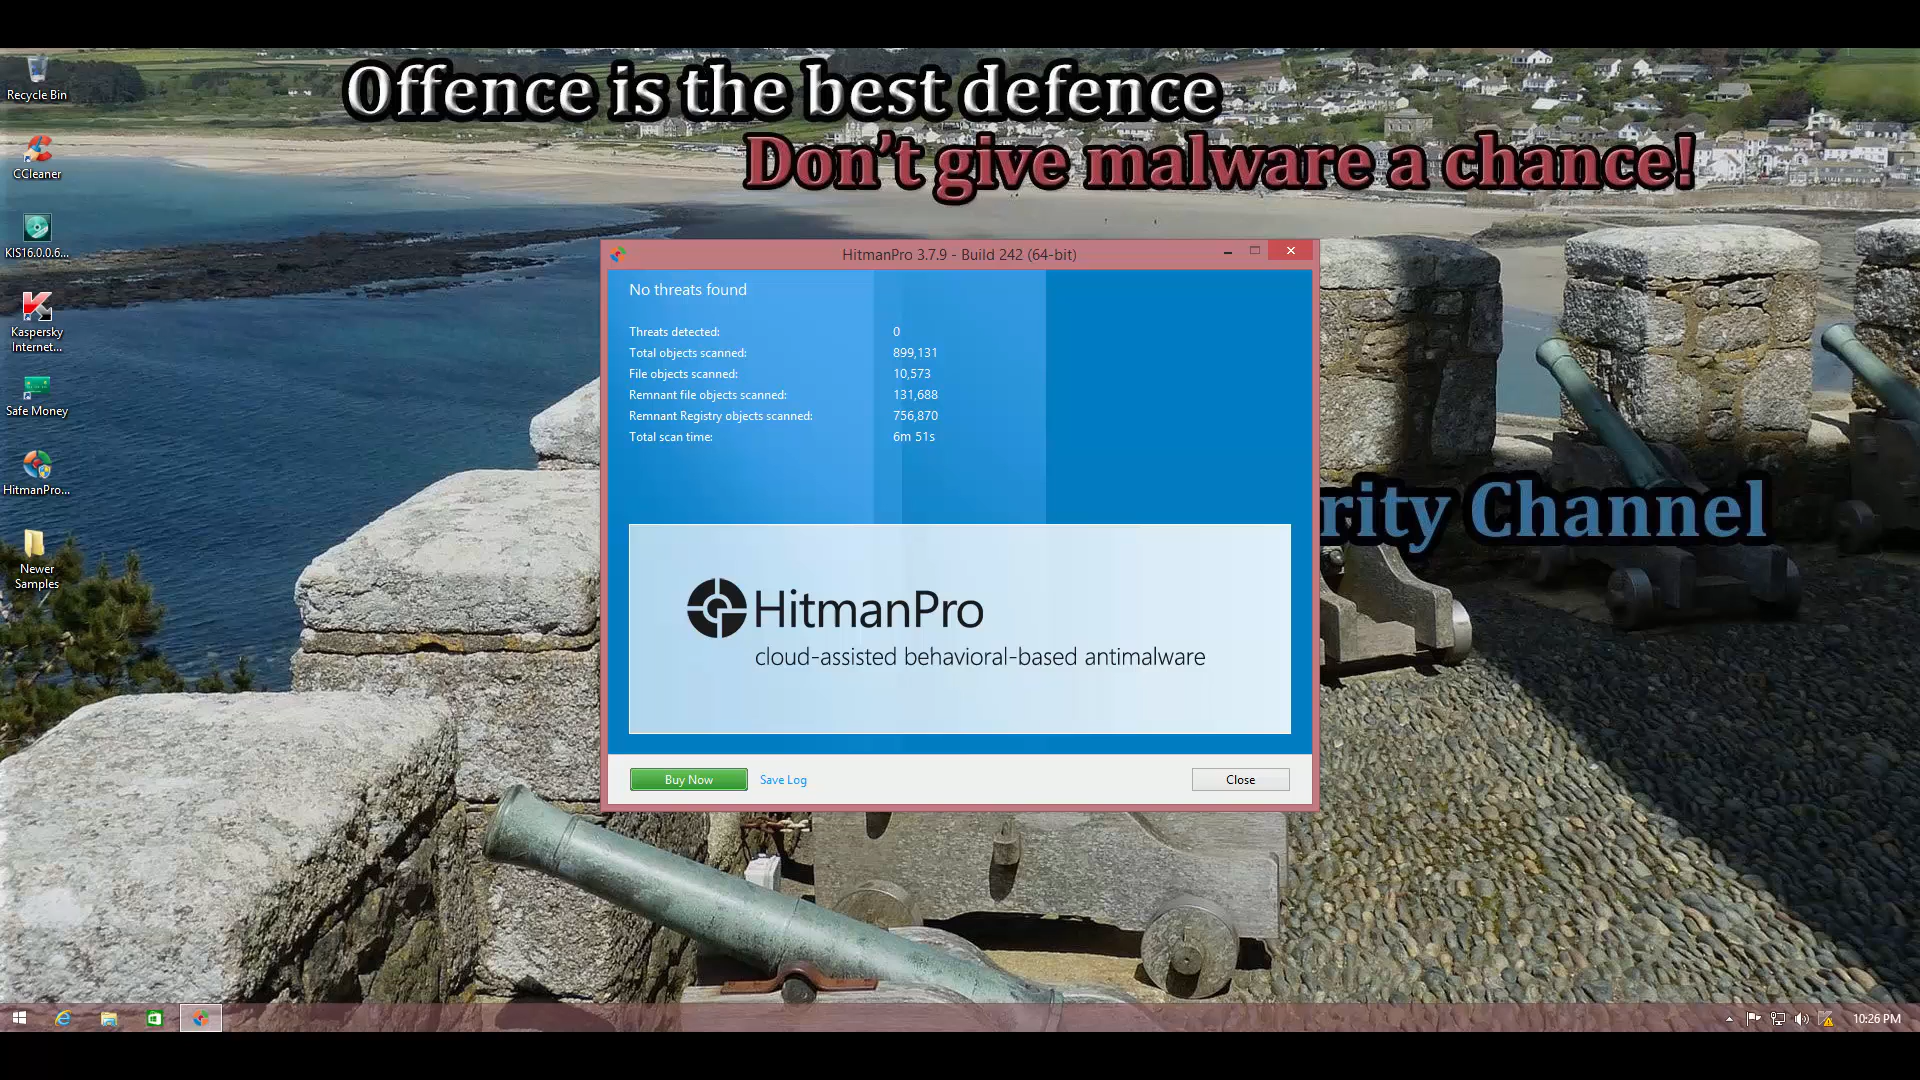 Offence is the best defence
Don't give malware a chance!
Recycle Bin
CCleaner
KIS16.0.0.6...
Kaspersky
Internet...
Safe Money
HitmanPro...
Newer
Samples
HitmanPro 3.7.9 - Build 242 (64-bit)
No threats found
Threats detected: 0
Total objects scanned: 899,131
File objects scanned: 10,573
Remnant file objects scanned: 131,688
Remnant Registry objects scanned: 756,870
Total scan time: 6m 51s
HitmanPro
cloud-assisted behavioral-based antimalware
Buy Now Save Log Close
rity Channel
10:26 PM